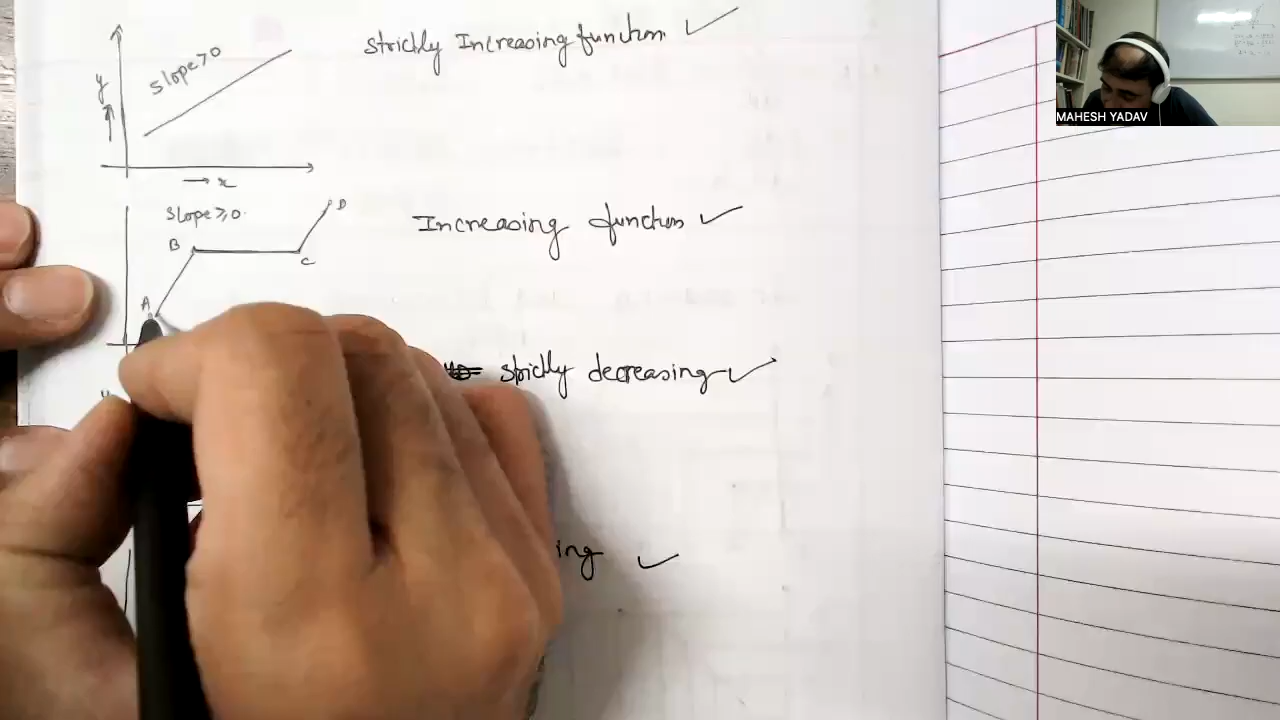 y
slope > 0
strictly Increasing function ✓
→ x
slope ≥ 0
B
D
C
A
Increasing function ✓
strictly decreasing ✓
ing ✓
MAHESH YADAV